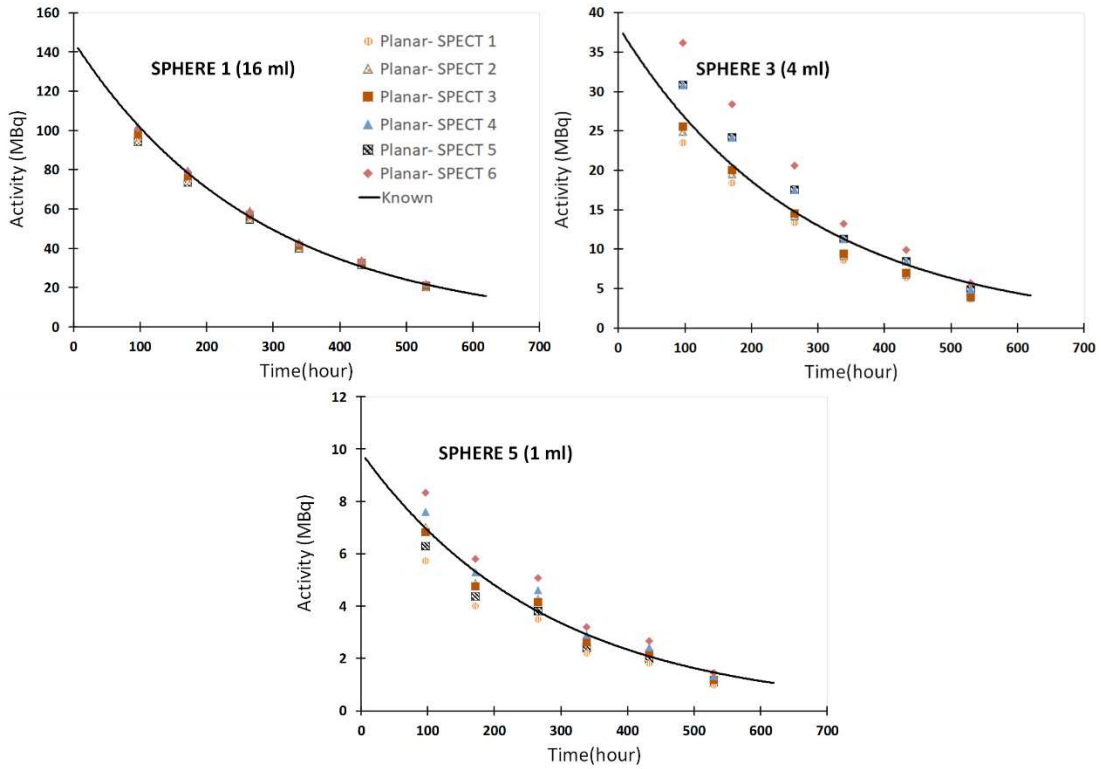 160
140
120
100
80
60
40
20
0
Activity (MBq)
SPHERE 1 (16 ml)
Planar- SPECT 1
Planar- SPECT 2
Planar- SPECT 3
Planar- SPECT 4
Planar- SPECT 5
Planar- SPECT 6
Known
0 100 200 300 400 500 600 700
Time(hour)
40
35
30
25
20
15
10
5
0
Activity (MBq)
SPHERE 3 (4 ml)
0 100 200 300 400 500 600 700
Time(hour)
12
10
8
6
4
2
0
Activity (MBq)
SPHERE 5 (1 ml)
0 100 200 300 400 500 600 700
Time(hour)